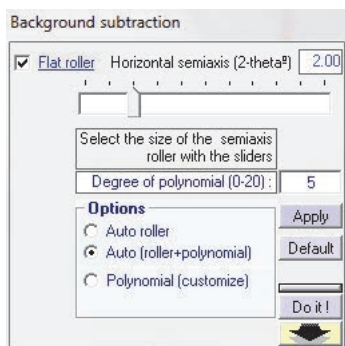 Background subtraction
Flat roller Horizontal semiaxis (2-thetaº) 2.00
Select the size of the semiaxis
roller with the sliders
Degree of polynomial (0-20) : 5
Options
Auto roller
Auto (roller+polynomial)
Polynomial (customize)
Apply
Default
Do it !